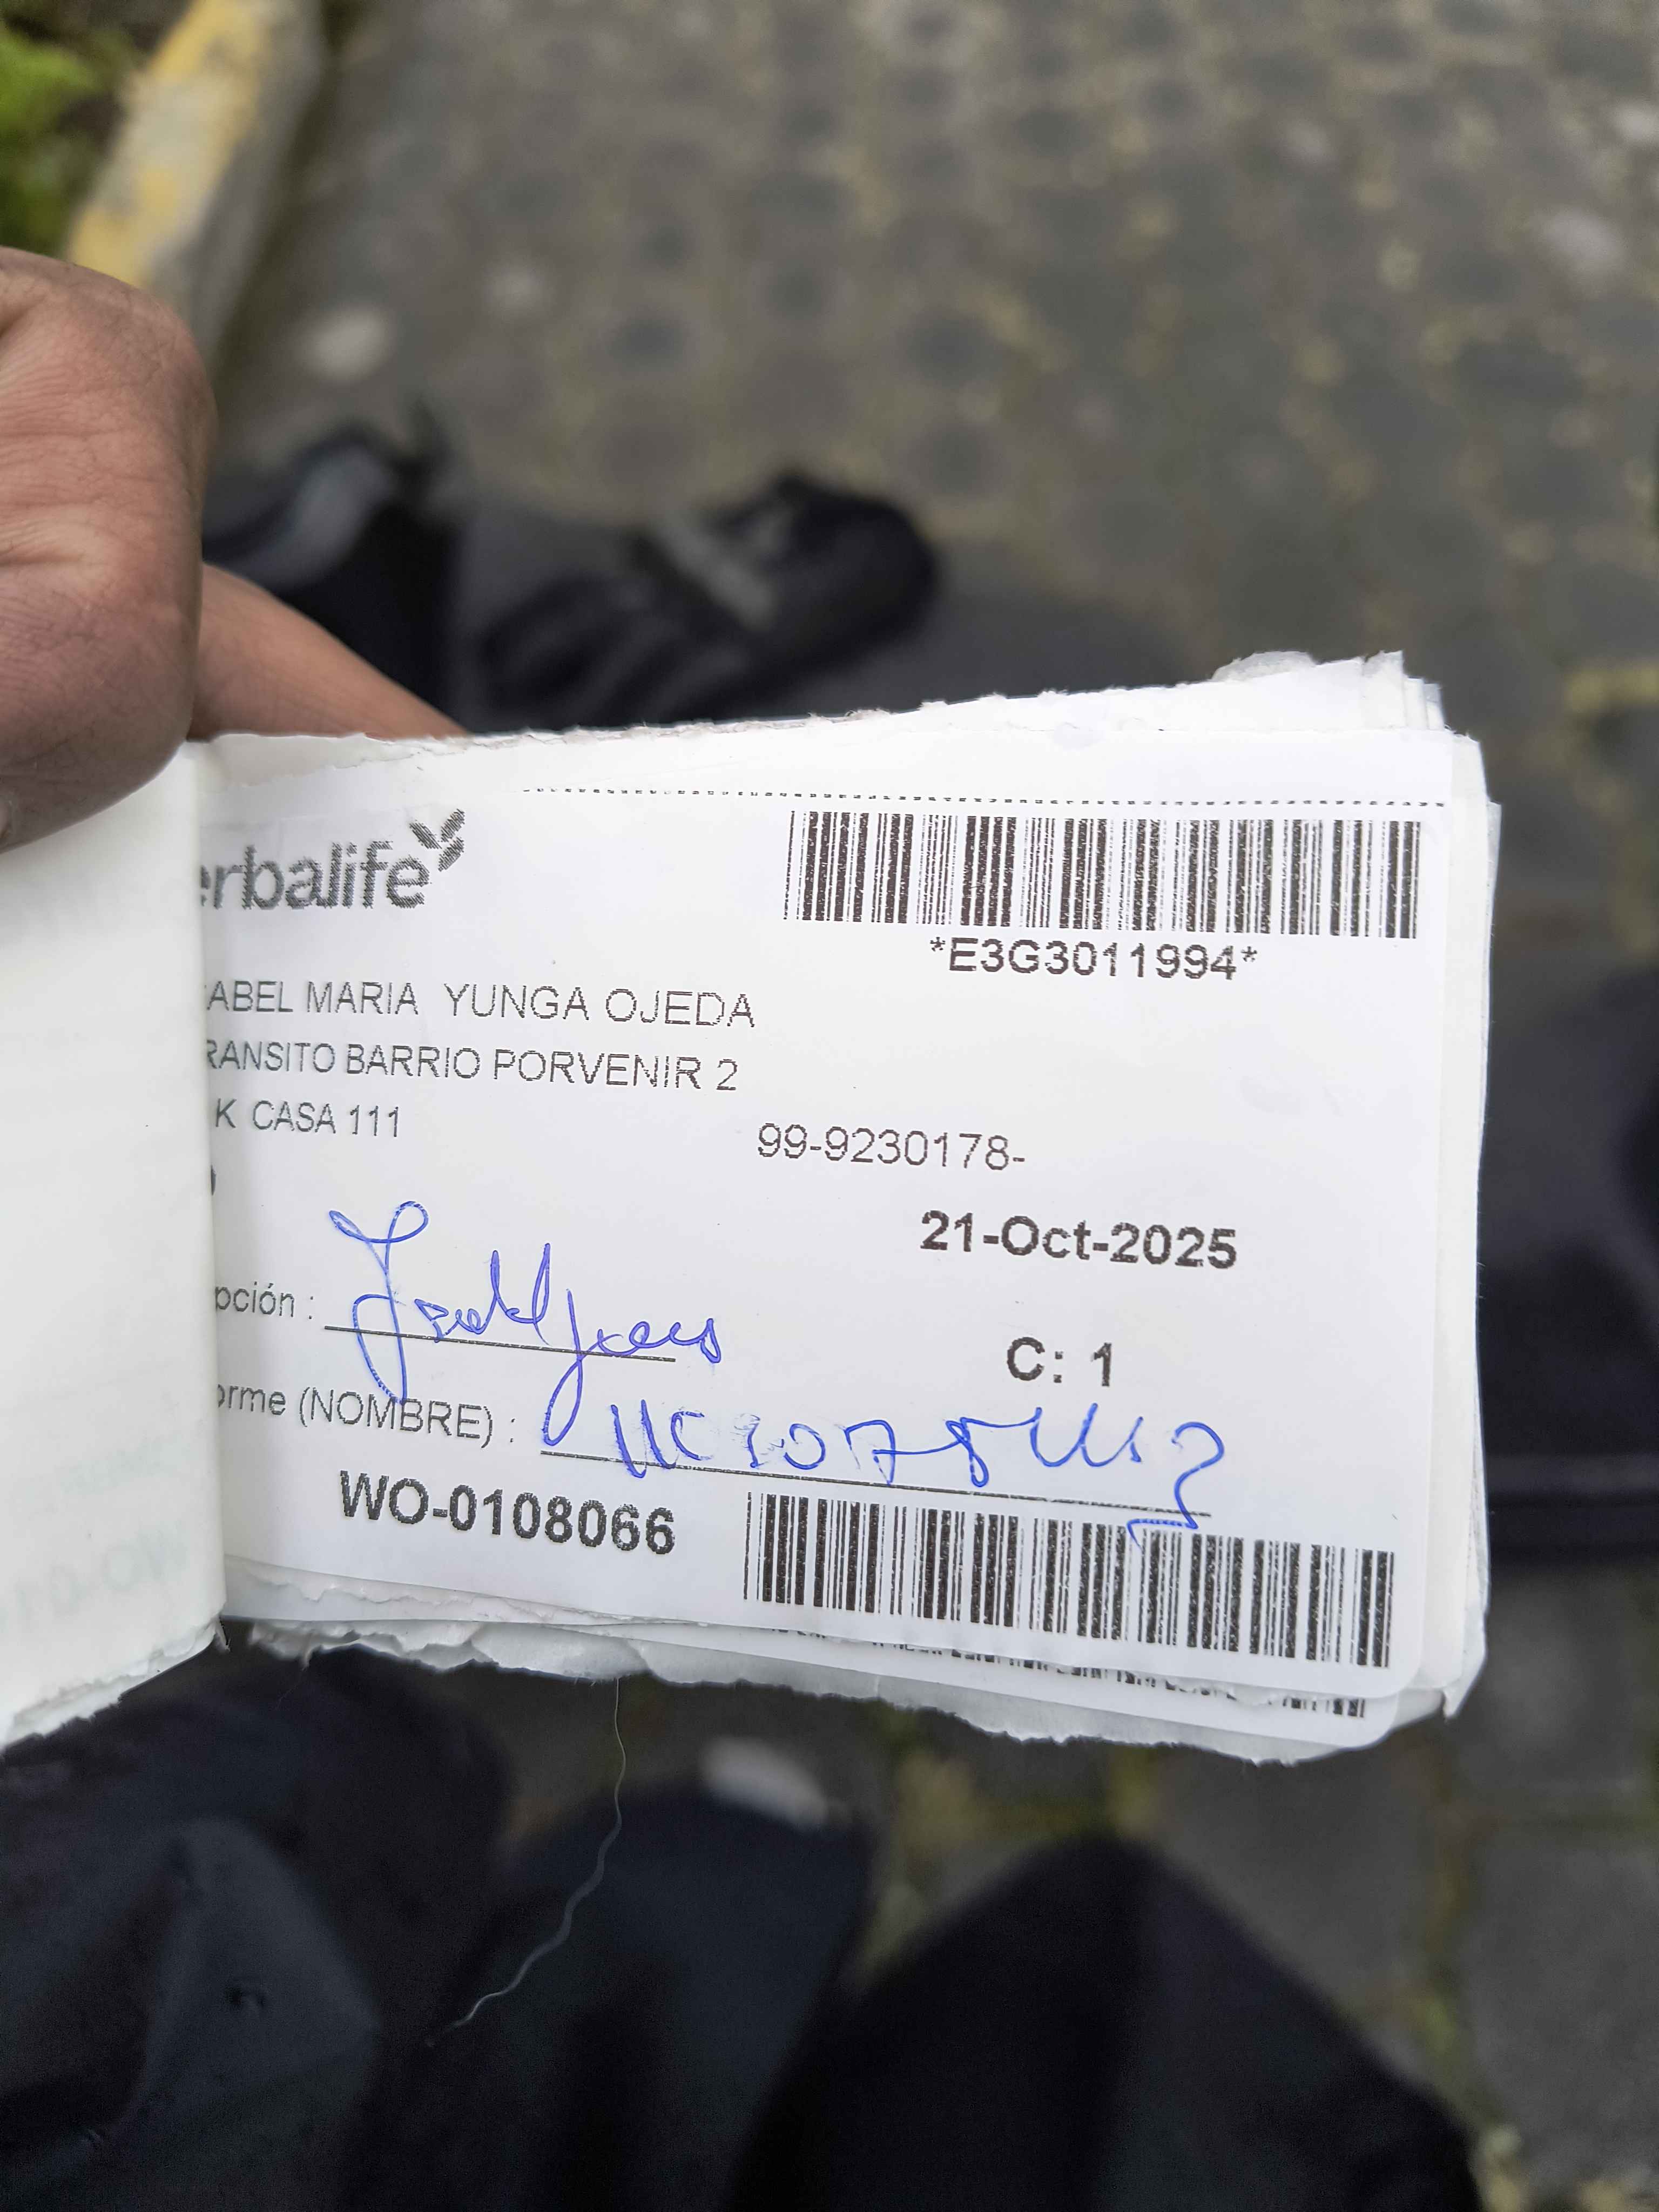 erbalife
*E3G3011994*
ABEL MARIA YUNGA OJEDA
RANSITO BARRIO PORVENIR 2
K CASA 111
99-9230178-
21-Oct-2025
pción :
C: 1
orme (NOMBRE) :
WO-0108066